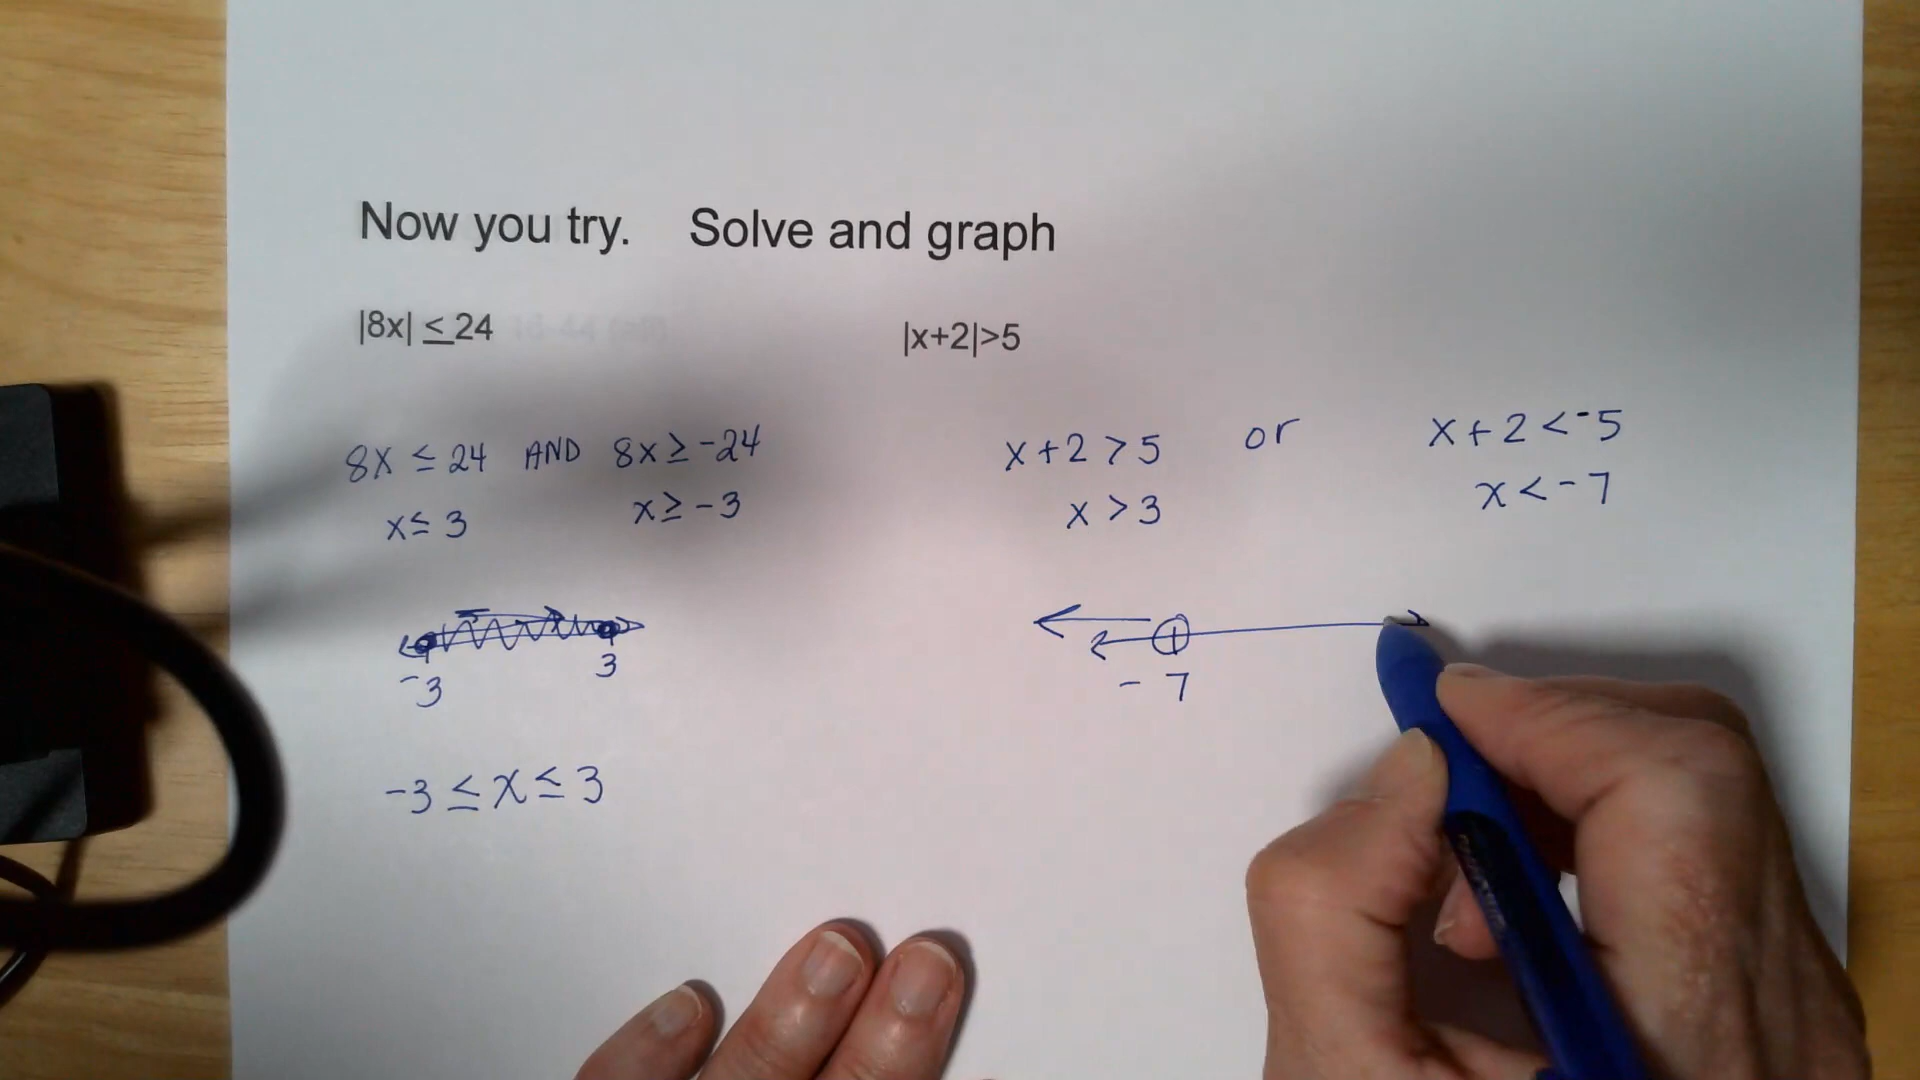 Now you try. Solve and graph
|8x| ≤ 24
|x+2|>5
8x ≤ 24 AND 8x ≥ -24
x ≤ 3 x ≥ -3
-3 3
-3 ≤ x ≤ 3
x+2 > 5 or x+2 < -5
x > 3 x < -7
-7